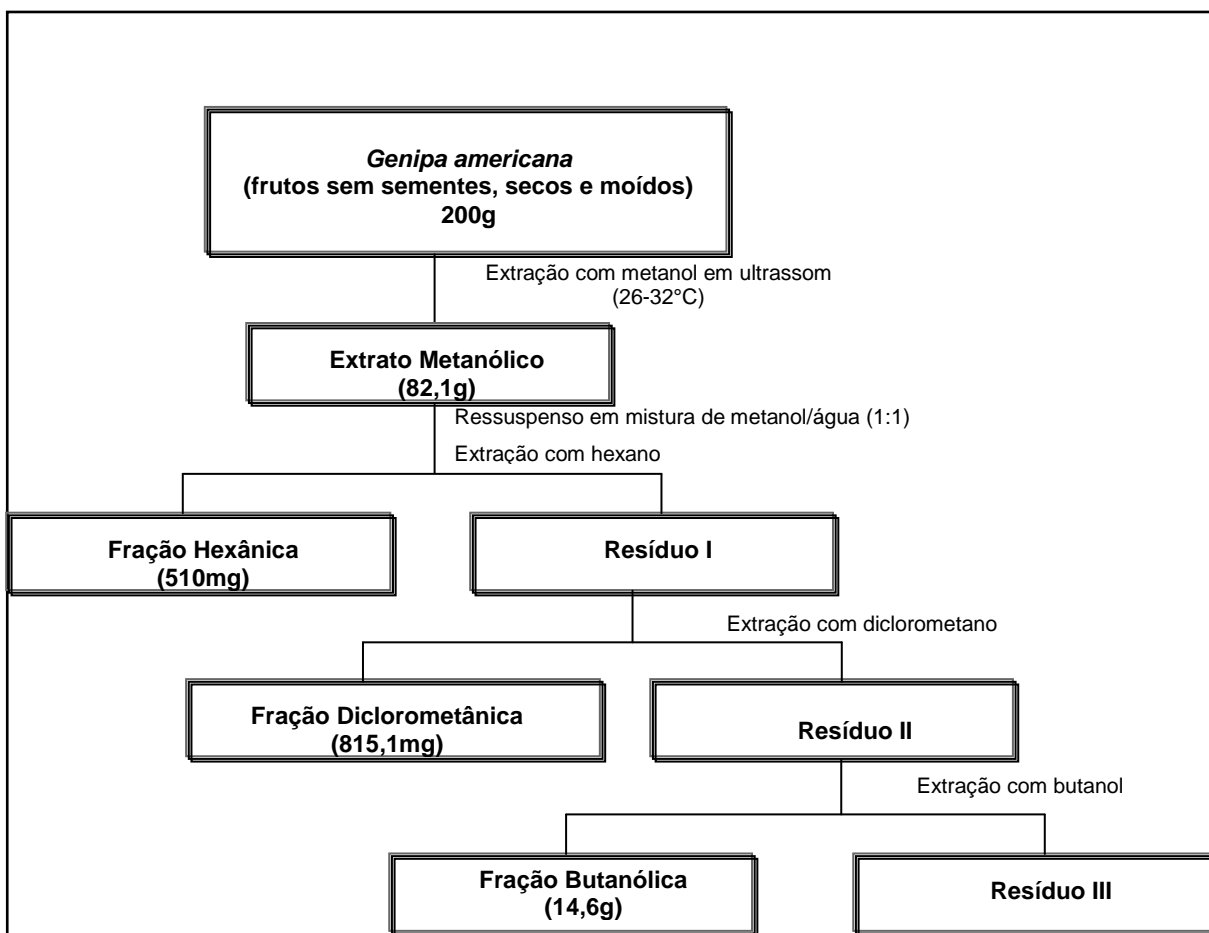 Genipa americana
(frutos sem sementes, secos e moídos)
200g
Extração com metanol em ultrassom
(26-32°C)
Extrato Metanólico
(82,1g)
Ressuspenso em mistura de metanol/água (1:1)
Extração com hexano
Fração Hexânica
(510mg)
Resíduo I
Extração com diclorometano
Fração Diclorometânica
(815,1mg)
Resíduo II
Extração com butanol
Fração Butanólica
(14,6g)
Resíduo III